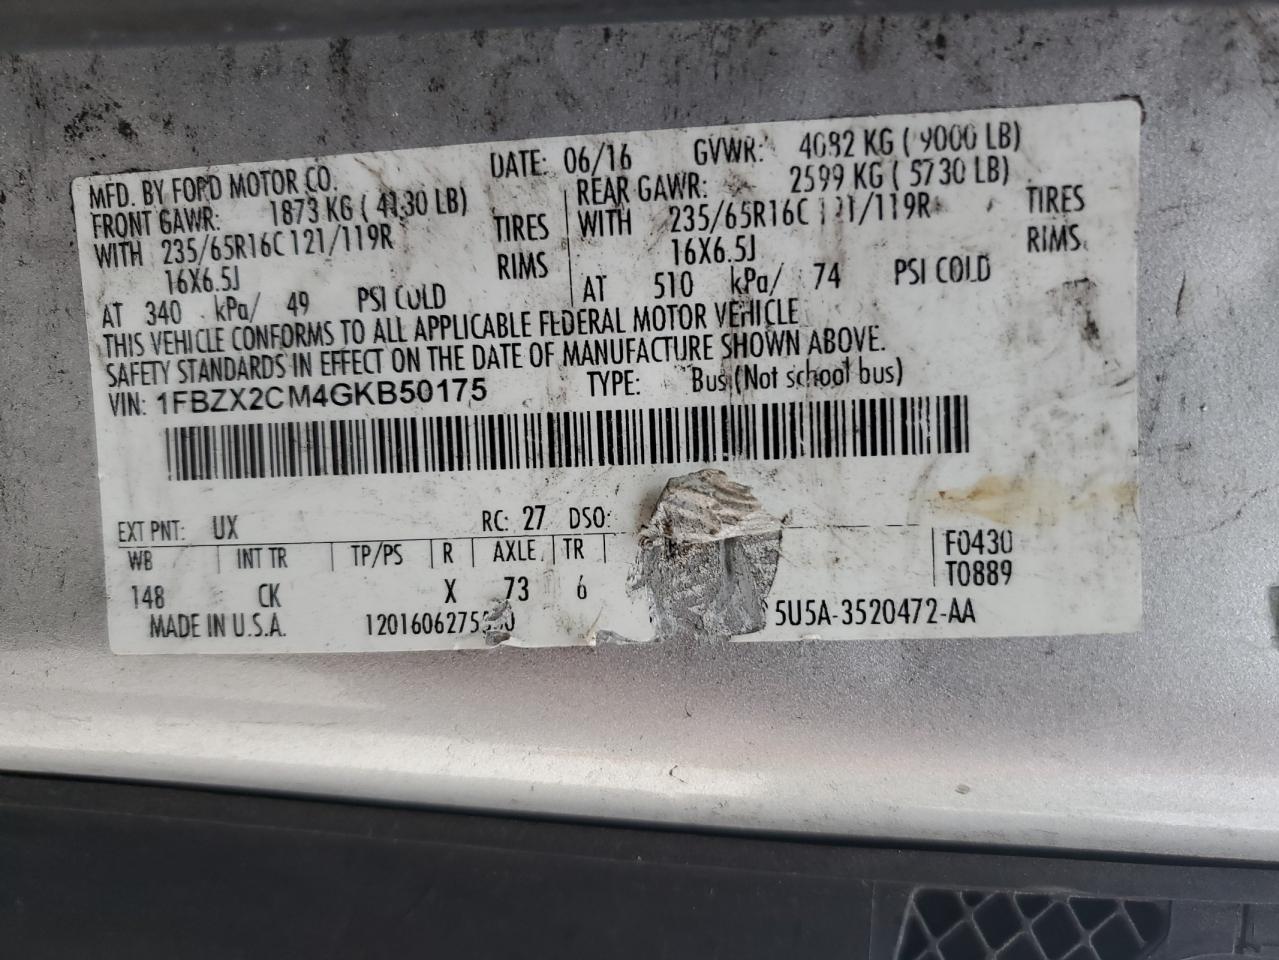 MFD. BY FORD MOTOR CO. DATE: 06/16 GVWR: 4082 KG ( 9000 LB)
FRONT GAWR: 1873 KG ( 4130 LB) REAR GAWR: 2599 KG ( 5730 LB)
WITH 235/65R16C 121/119R TIRES WITH 235/65R16C 121/119R TIRES
16X6.5J RIMS 16X6.5J RIMS
AT 340 kPa/ 49 PSI COLD AT 510 kPa/ 74 PSI COLD
THIS VEHICLE CONFORMS TO ALL APPLICABLE FEDERAL MOTOR VEHICLE
SAFETY STANDARDS IN EFFECT ON THE DATE OF MANUFACTURE SHOWN ABOVE.
VIN: 1FBZX2CM4GKB50175 TYPE: Bus (Not school bus)
EXT PNT: UX RC: 27 DSO:
WB INT TR TP/PS R AXLE TR F0430
148 CK X 73 6 T0889
MADE IN U.S.A. 5U5A-3520472-AA